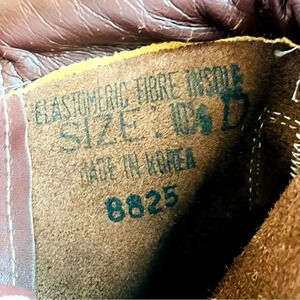 ELASTOMERIC FIBRE INSOLE
SIZE . 10½ D
MADE IN KOREA
8825